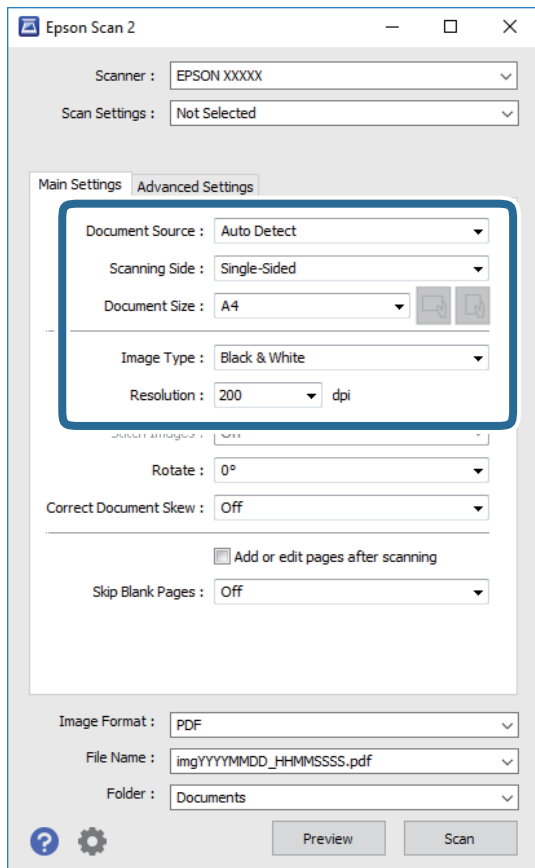 Epson Scan 2
Scanner : EPSON XXXXX
Scan Settings : Not Selected
Main Settings Advanced Settings
Document Source : Auto Detect
Scanning Side : Single-Sided
Document Size : A4
Image Type : Black & White
Resolution : 200 dpi
Stitch Images : Off
Rotate : 0°
Correct Document Skew : Off
Add or edit pages after scanning
Skip Blank Pages : Off
Image Format : PDF
File Name : imgYYYYMMDD_HHMMSSSS.pdf
Folder : Documents
? Preview Scan